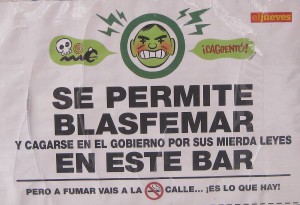 el jueves
¡CAGÜENTÓ!
SE PERMITE
BLASFEMAR
Y CAGARSE EN EL GOBIERNO POR SUS MIERDA LEYES
EN ESTE BAR
PERO A FUMAR VAIS A LA CALLE... ¡ES LO QUE HAY!